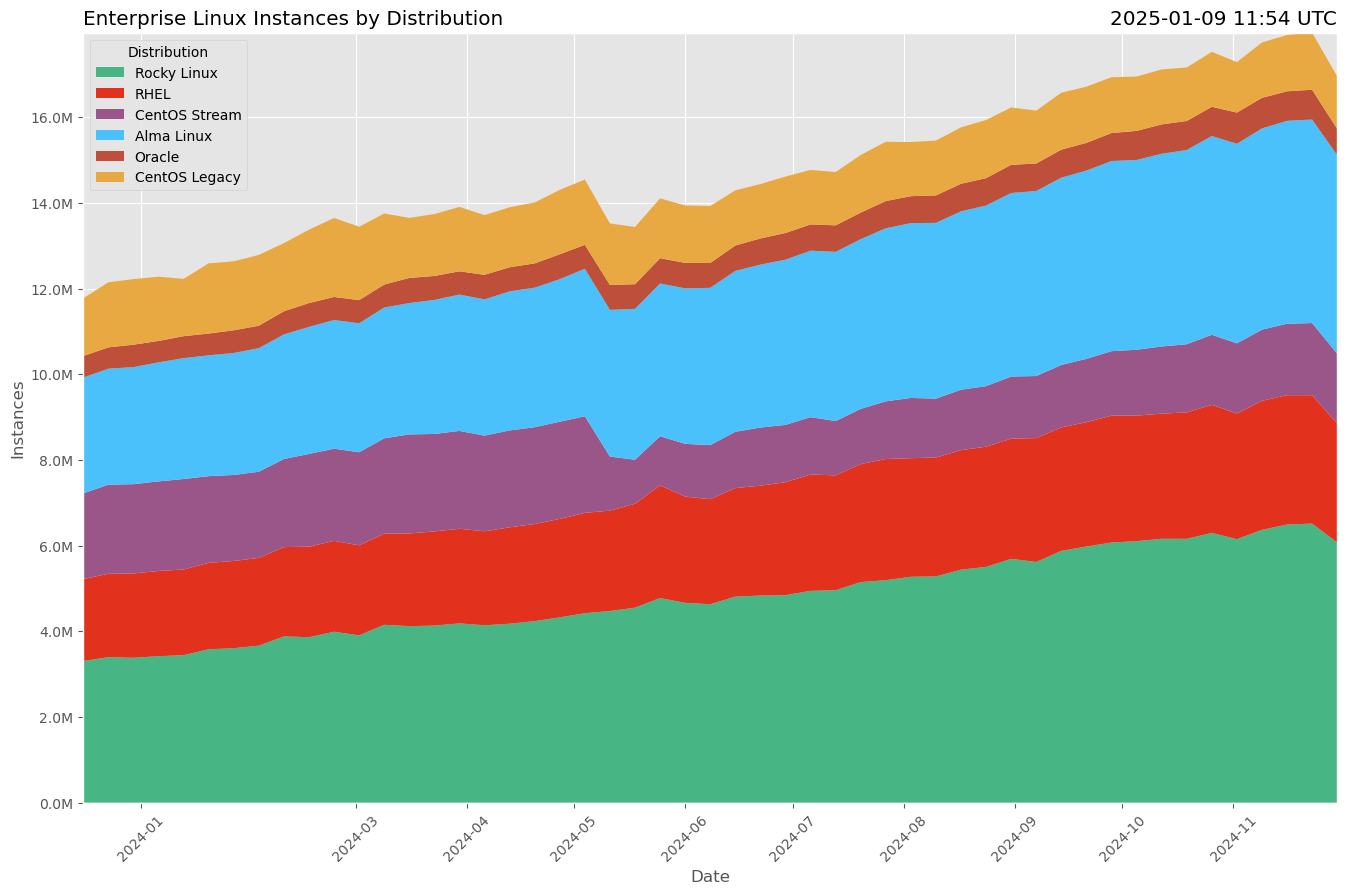 Enterprise Linux Instances by Distribution
2025-01-09 11:54 UTC
Distribution
Rocky Linux
RHEL
CentOS Stream
Alma Linux
Oracle
CentOS Legacy
16.0M
14.0M
12.0M
10.0M
8.0M
6.0M
4.0M
2.0M
0.0M
Instances
2024-01
2024-03
2024-04
2024-05
2024-06
2024-07
2024-08
2024-09
2024-10
2024-11
Date